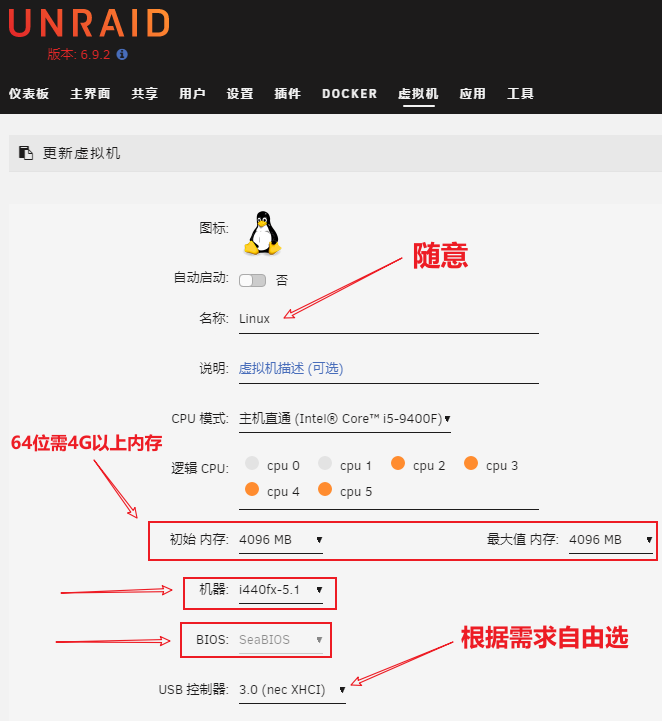 UNRAID
版本: 6.9.2
仪表板 主界面 共享 用户 设置 插件 DOCKER 虚拟机 应用 工具
更新虚拟机
图标:
随意
自动启动: 否
名称: Linux
说明: 虚拟机描述 (可选)
CPU 模式: 主机直通 (Intel® Core™ i5-9400F)
64位需4G以上内存
逻辑 CPU: cpu 0 cpu 1 cpu 2 cpu 3
cpu 4 cpu 5
初始 内存: 4096 MB 最大值 内存: 4096 MB
机器: i440fx-5.1
BIOS: SeaBIOS
根据需求自由选
USB 控制器: 3.0 (nec XHCI)